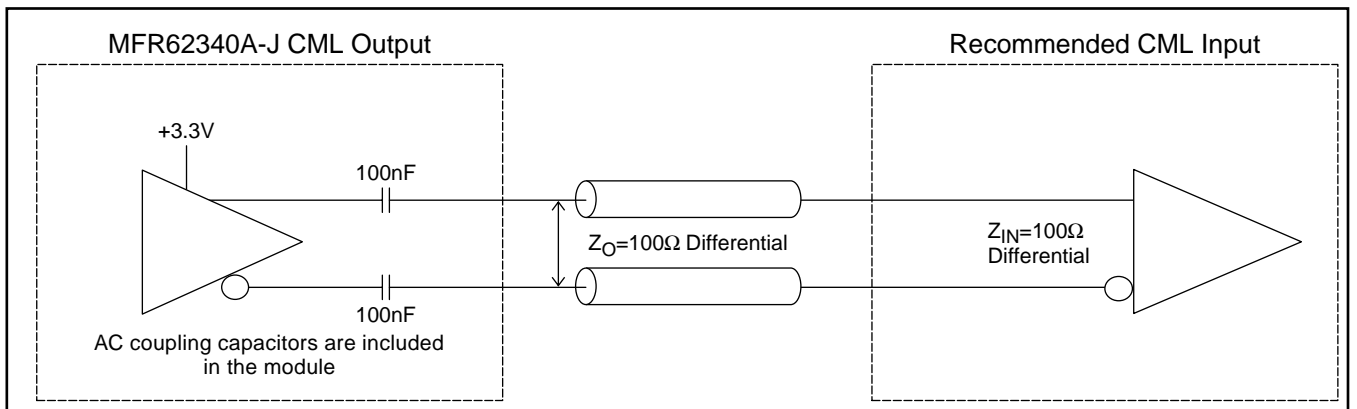 MFR62340A-J CML Output
Recommended CML Input
+3.3V
100nF
ZO=100Ω Differential
ZIN=100Ω
Differential
100nF
AC coupling capacitors are included
in the module